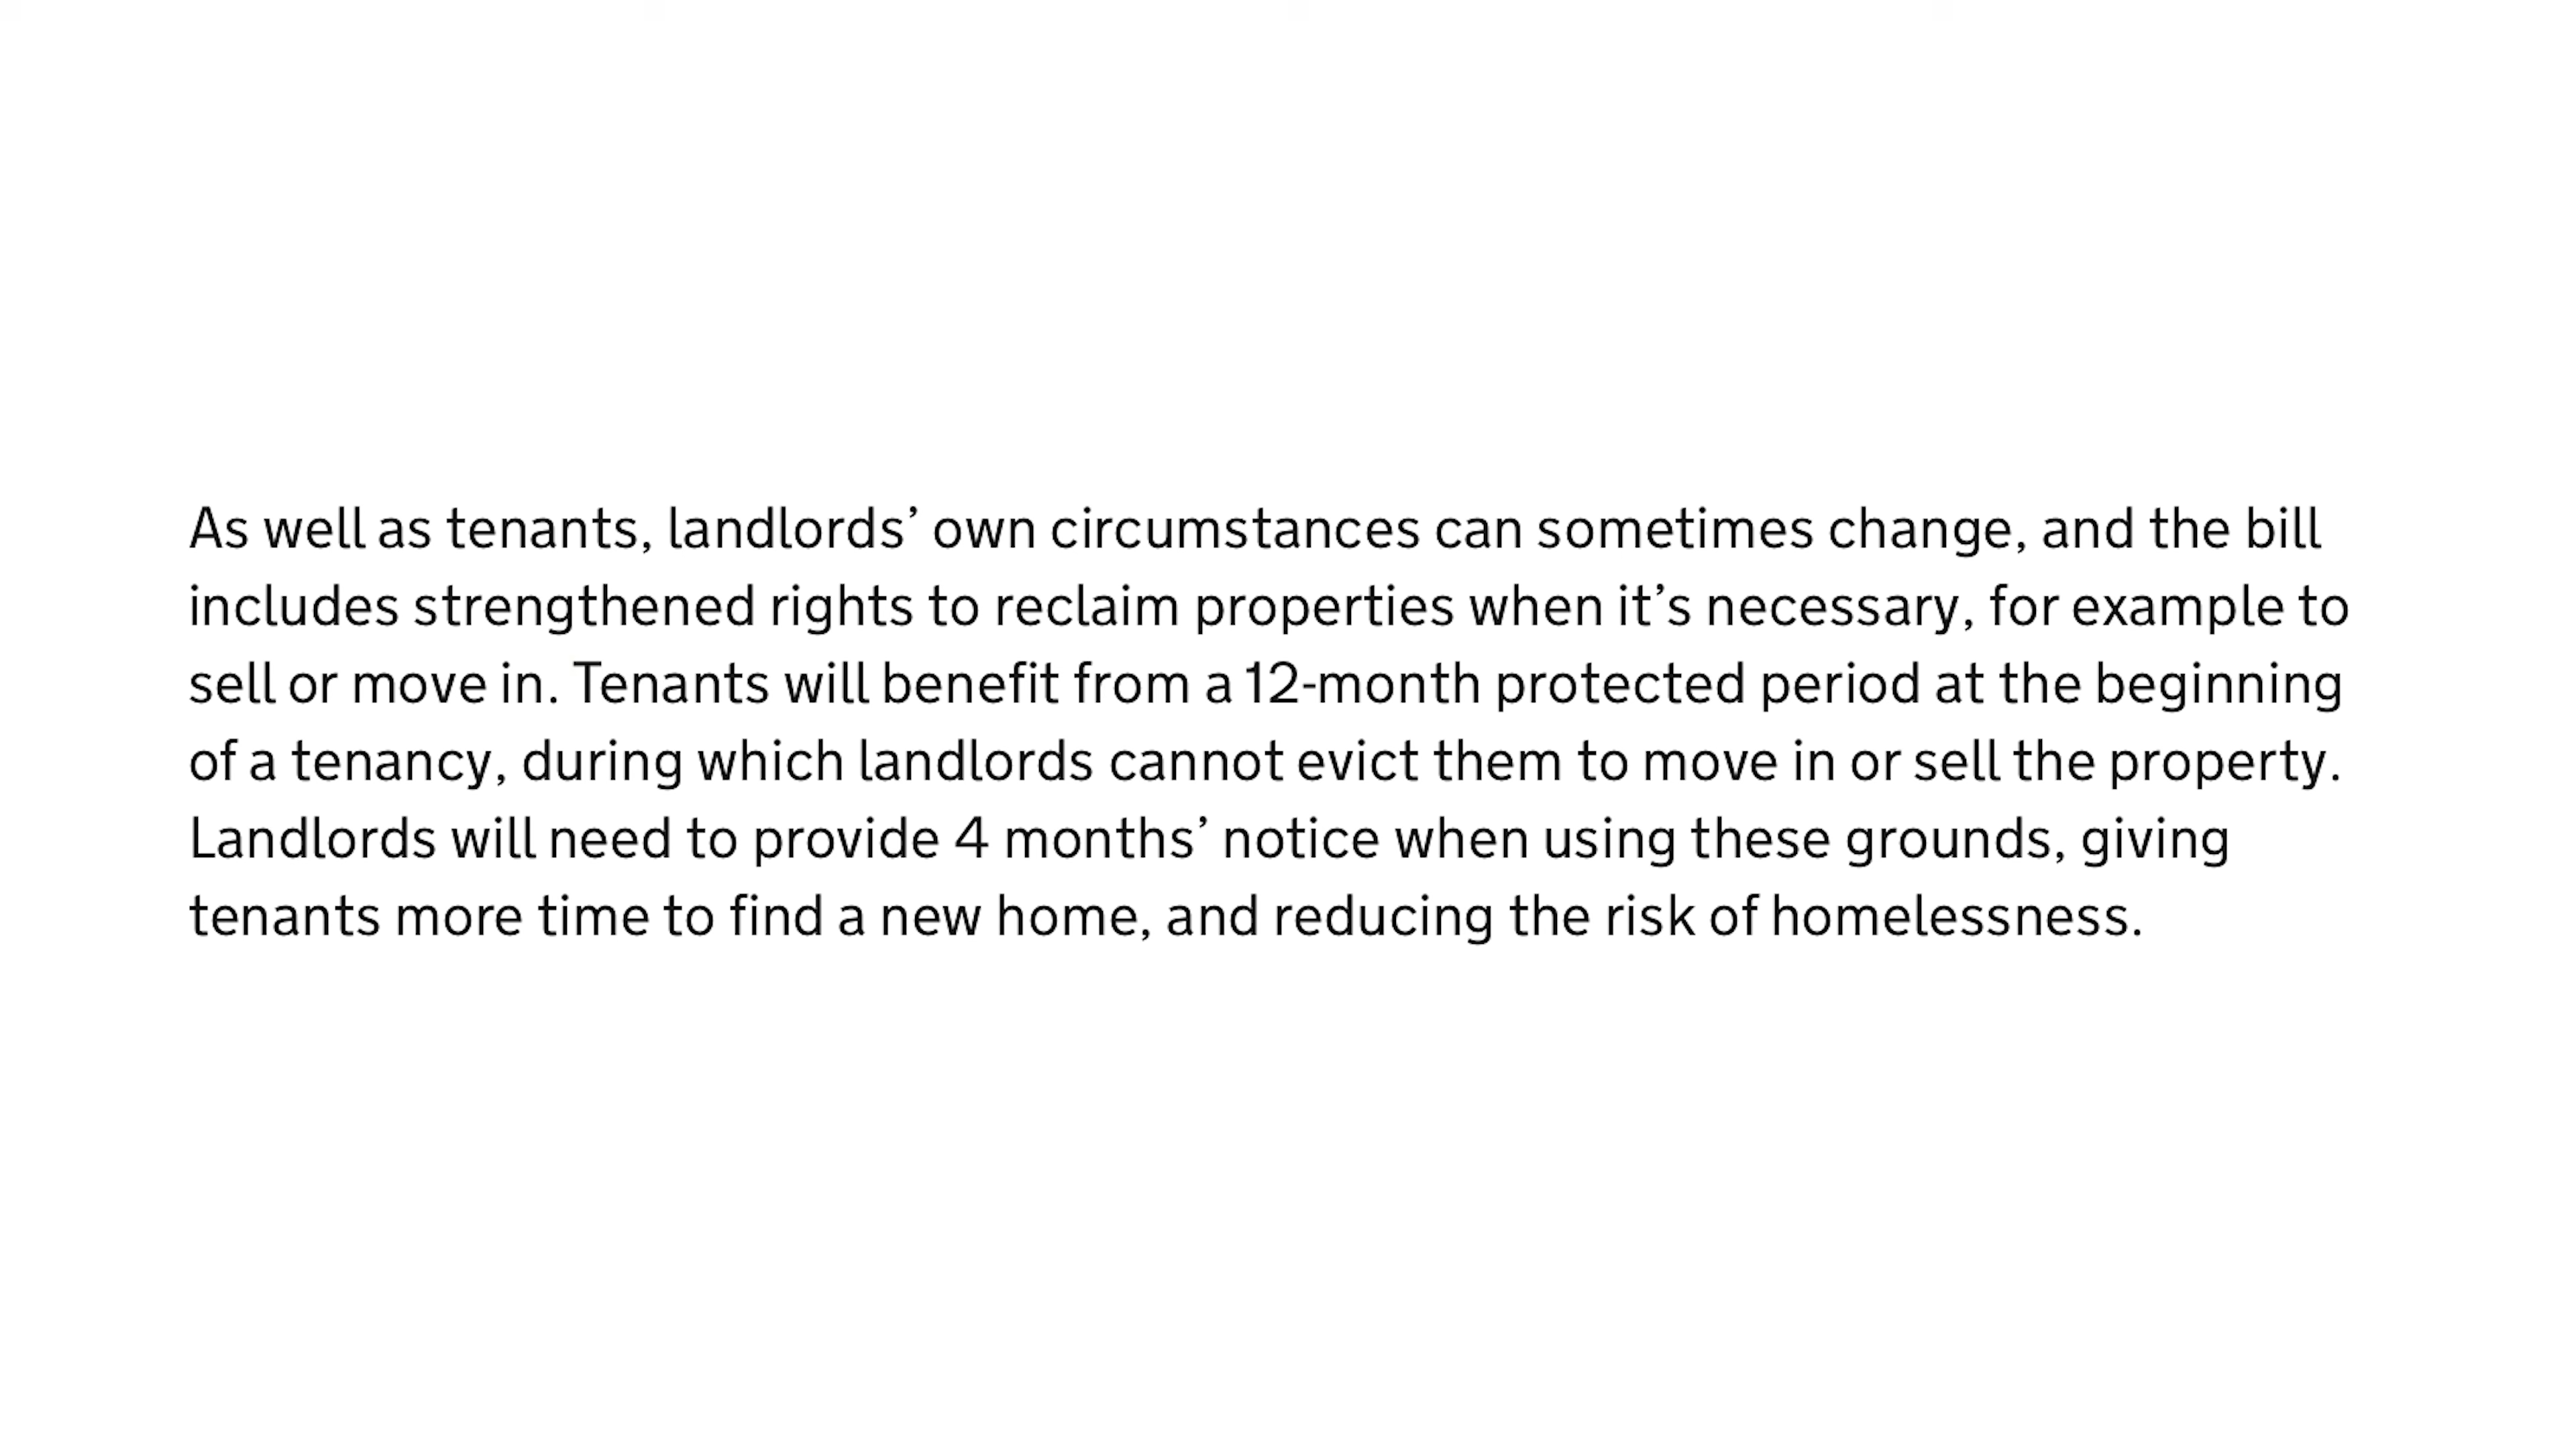 As well as tenants, landlords’ own circumstances can sometimes change, and the bill
includes strengthened rights to reclaim properties when it’s necessary, for example to
sell or move in. Tenants will benefit from a 12-month protected period at the beginning
of a tenancy, during which landlords cannot evict them to move in or sell the property.
Landlords will need to provide 4 months’ notice when using these grounds, giving
tenants more time to find a new home, and reducing the risk of homelessness.